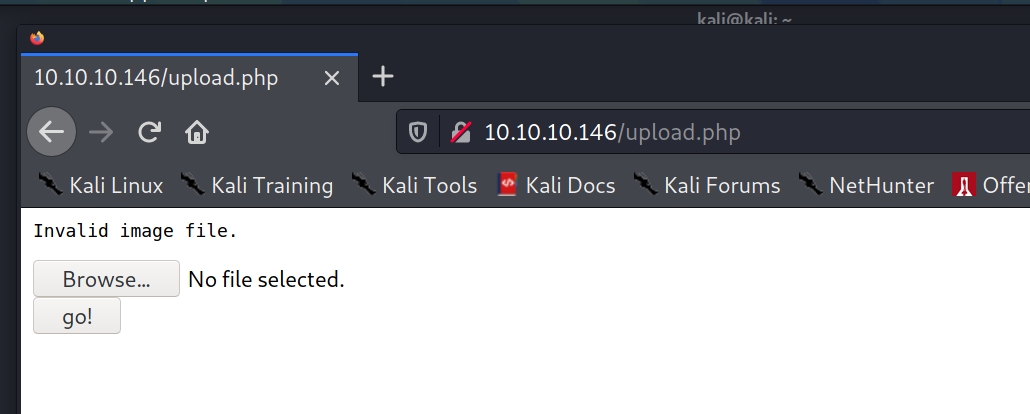 kali@kali: ~
10.10.10.146/upload.php
10.10.10.146/upload.php
Kali Linux Kali Training Kali Tools Kali Docs Kali Forums NetHunter Offen
Invalid image file.
Browse... No file selected.
go!